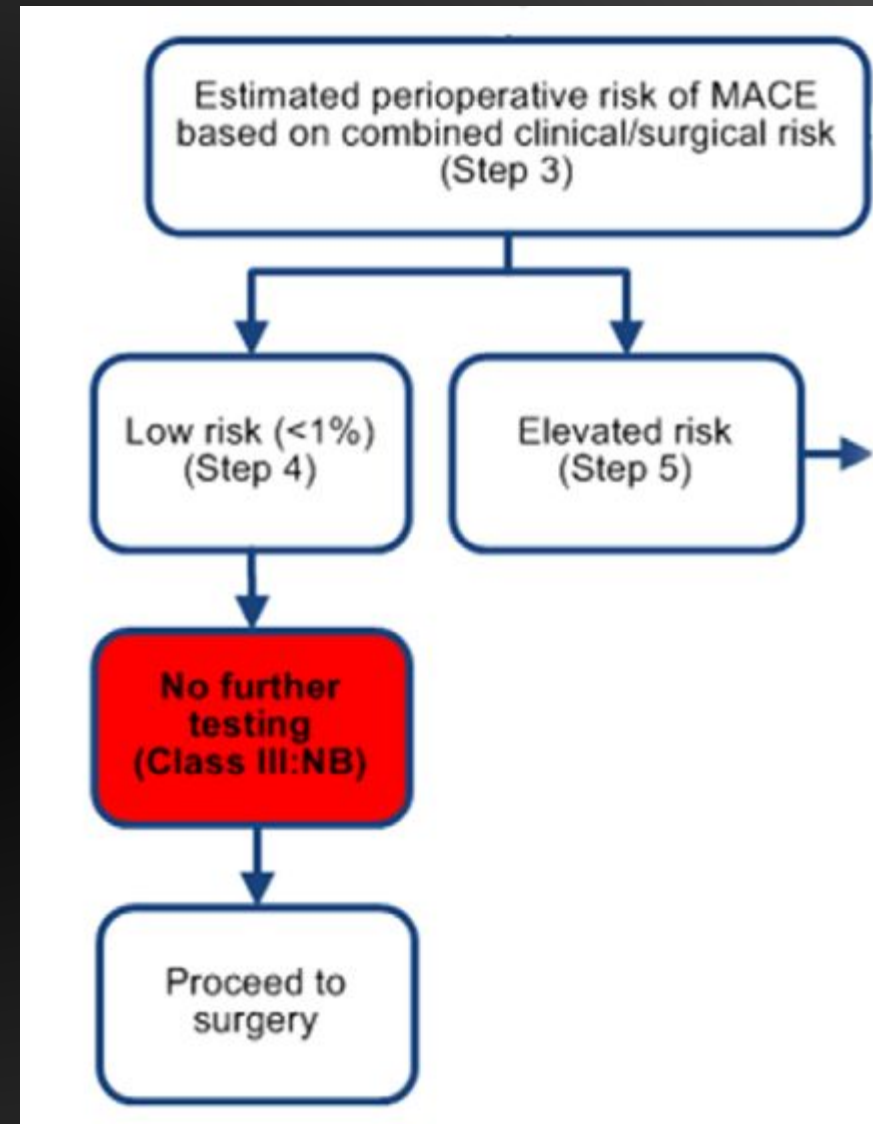 Estimated perioperative risk of MACE
based on combined clinical/surgical risk
(Step 3)
Low risk (<1%)
(Step 4)
Elevated risk
(Step 5)
No further
testing
(Class III:NB)
Proceed to
surgery